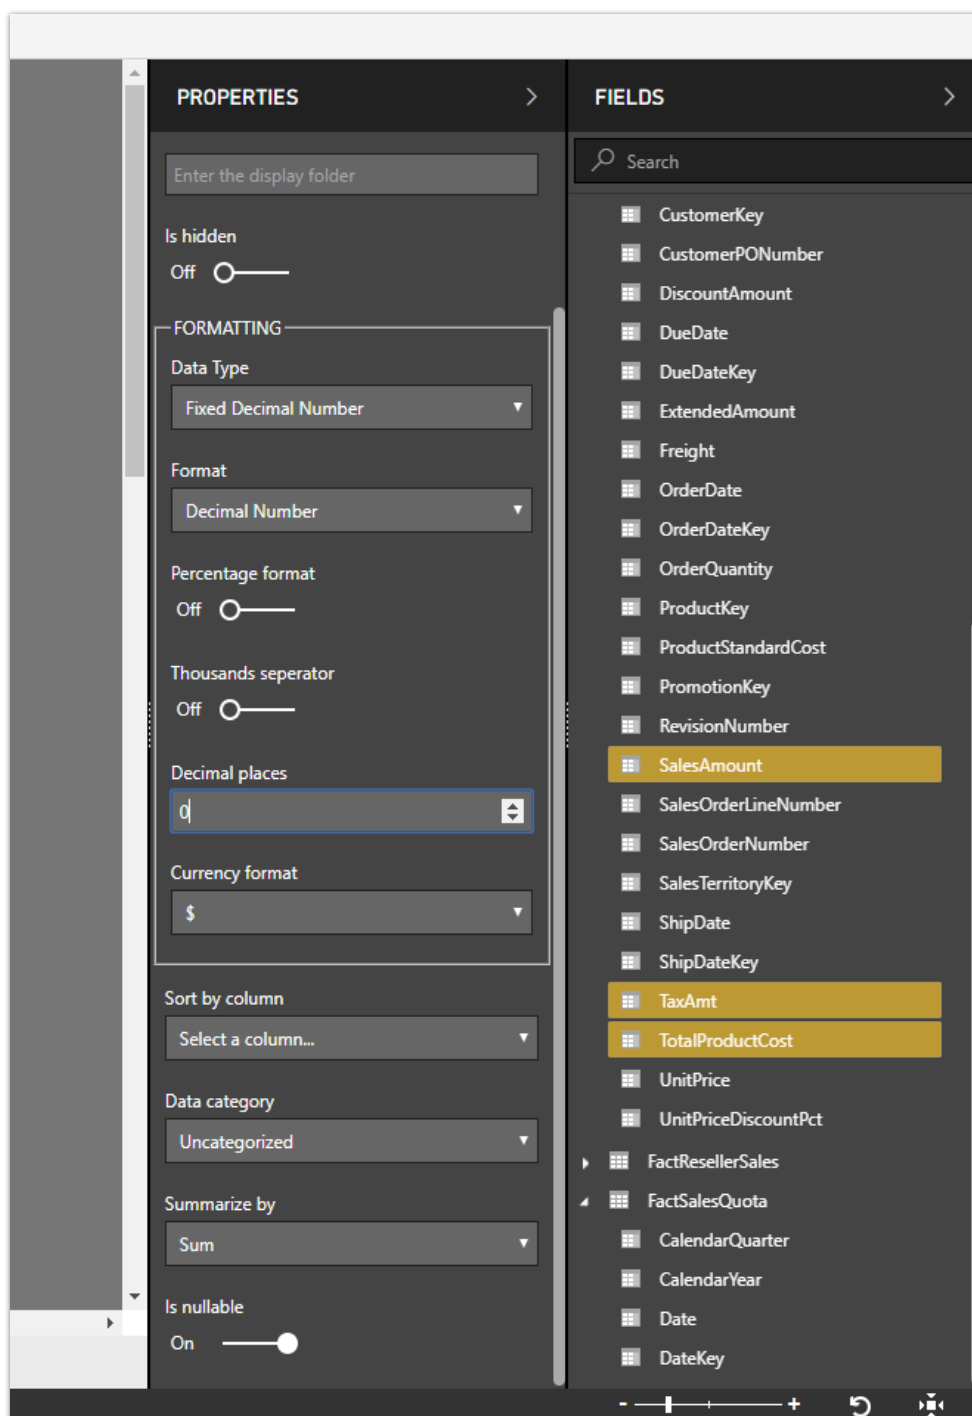 PROPERTIES
Enter the display folder
Is hidden
Off
FORMATTING
Data Type
Fixed Decimal Number
Format
Decimal Number
Percentage format
Off
Thousands seperator
Off
Decimal places
0
Currency format
$
Sort by column
Select a column...
Data category
Uncategorized
Summarize by
Sum
Is nullable
On
FIELDS
Search
CustomerKey
CustomerPONumber
DiscountAmount
DueDate
DueDateKey
ExtendedAmount
Freight
OrderDate
OrderDateKey
OrderQuantity
ProductKey
ProductStandardCost
PromotionKey
RevisionNumber
SalesAmount
SalesOrderLineNumber
SalesOrderNumber
SalesTerritoryKey
ShipDate
ShipDateKey
TaxAmt
TotalProductCost
UnitPrice
UnitPriceDiscountPct
FactResellerSales
FactSalesQuota
CalendarQuarter
CalendarYear
Date
DateKey
- +